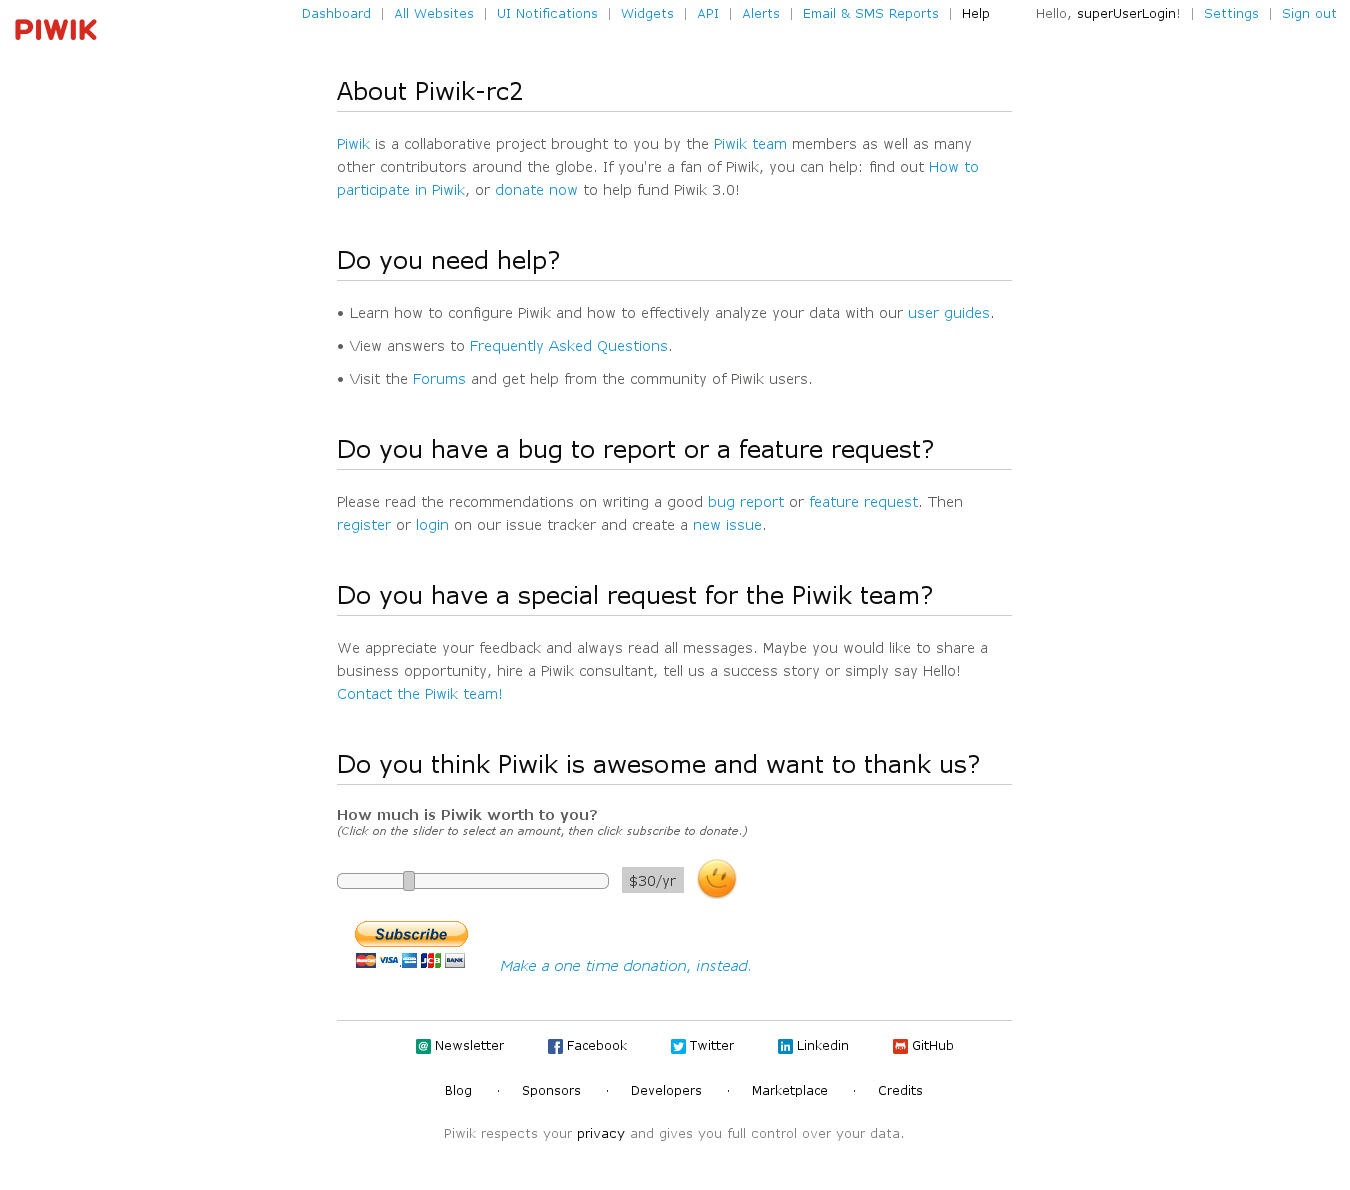 Dashboard | All Websites | UI Notifications | Widgets | API | Alerts | Email & SMS Reports | Help Hello, superUserLogin! | Settings | Sign out
PIWIK
About Piwik-rc2
Piwik is a collaborative project brought to you by the Piwik team members as well as many
other contributors around the globe. If you're a fan of Piwik, you can help: find out How to
participate in Piwik, or donate now to help fund Piwik 3.0!
Do you need help?
• Learn how to configure Piwik and how to effectively analyze your data with our user guides.
• View answers to Frequently Asked Questions.
• Visit the Forums and get help from the community of Piwik users.
Do you have a bug to report or a feature request?
Please read the recommendations on writing a good bug report or feature request. Then
register or login on our issue tracker and create a new issue.
Do you have a special request for the Piwik team?
We appreciate your feedback and always read all messages. Maybe you would like to share a
business opportunity, hire a Piwik consultant, tell us a success story or simply say Hello!
Contact the Piwik team!
Do you think Piwik is awesome and want to thank us?
How much is Piwik worth to you?
(Click on the slider to select an amount, then click subscribe to donate.)
$30/yr
Subscribe
MasterCard VISA JCB BANK
Make a one time donation, instead.
Newsletter Facebook Twitter Linkedin GitHub
Blog · Sponsors · Developers · Marketplace · Credits
Piwik respects your privacy and gives you full control over your data.